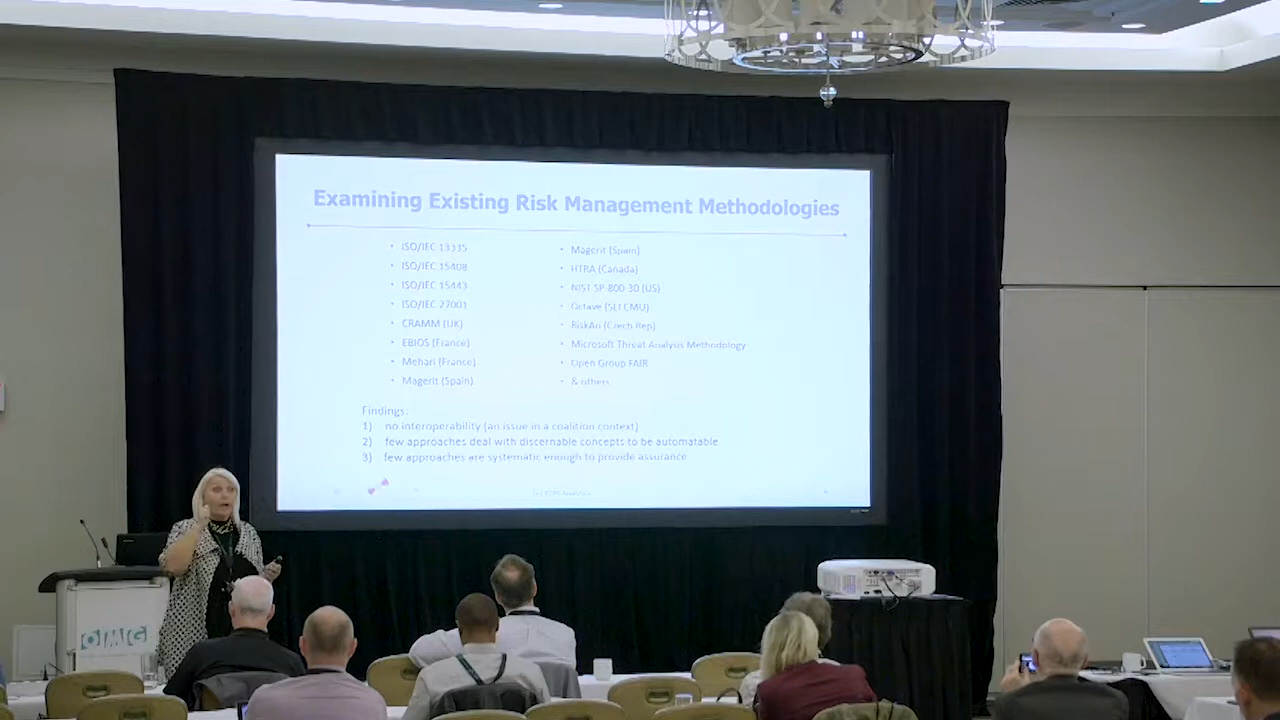 Examining Existing Risk Management Methodologies
• ISO/IEC 13335
• ISO/IEC 15408
• ISO/IEC 15443
• ISO/IEC 27001
• CRAMM (UK)
• EBIOS (France)
• Mehari (France)
• Magerit (Spain)
• Magerit (Spain)
• HTRA (Canada)
• NIST SP 800-30 (US)
• Octave (SEI CMU)
• RiskAn (Czech Rep)
• Microsoft Threat Analysis Methodology
• Open Group FAIR
• & others
Findings:
1) no interoperability (an issue in a coalition context)
2) few approaches deal with discernable concepts to be automatable
3) few approaches are systematic enough to provide assurance
OMG